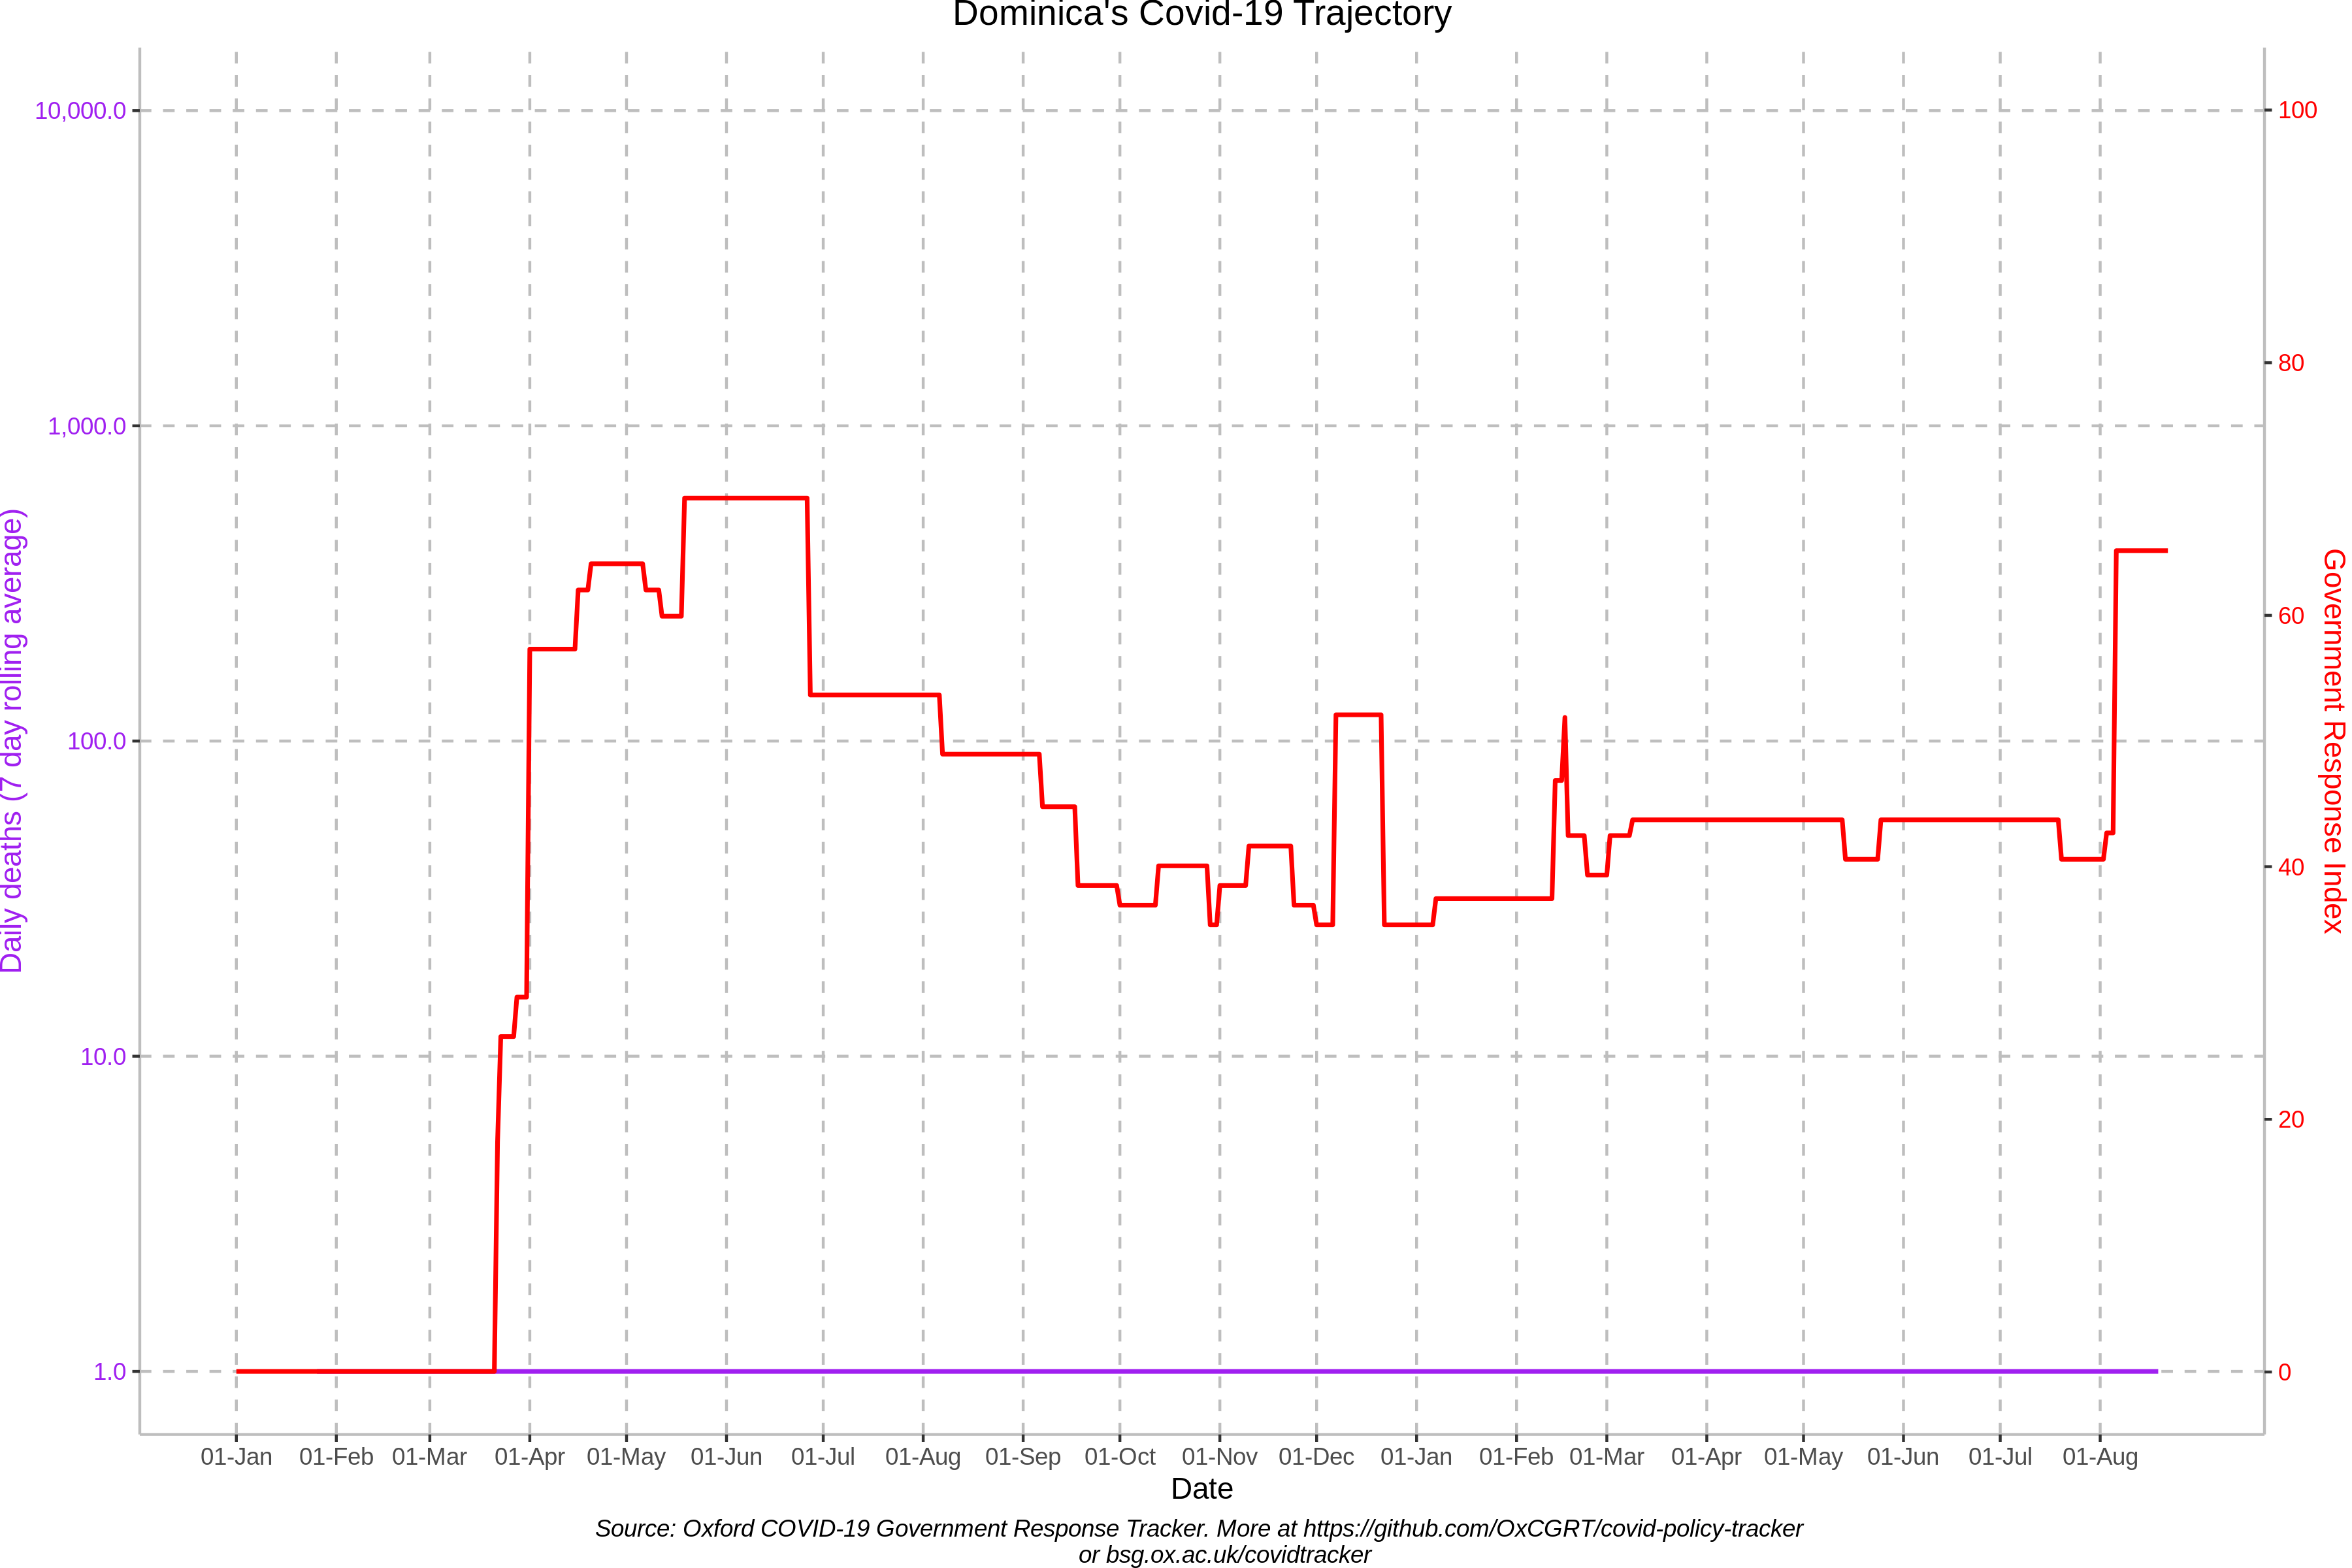 Dominica's Covid-19 Trajectory
10,000.0
1,000.0
100.0
10.0
1.0
Daily deaths (7 day rolling average)
100
80
60
40
20
0
Government Response Index
01-Jan 01-Feb 01-Mar 01-Apr 01-May 01-Jun 01-Jul 01-Aug 01-Sep 01-Oct 01-Nov 01-Dec 01-Jan 01-Feb 01-Mar 01-Apr 01-May 01-Jun 01-Jul 01-Aug
Date
Source: Oxford COVID-19 Government Response Tracker. More at https://github.com/OxCGRT/covid-policy-tracker
or bsg.ox.ac.uk/covidtracker